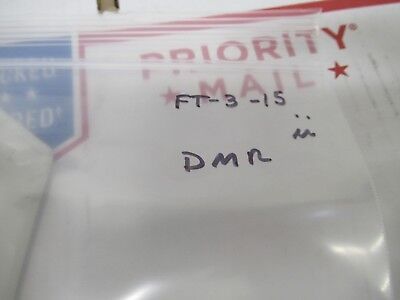 PRIORITY®
★ MAIL ★
FT-3-15
DMR